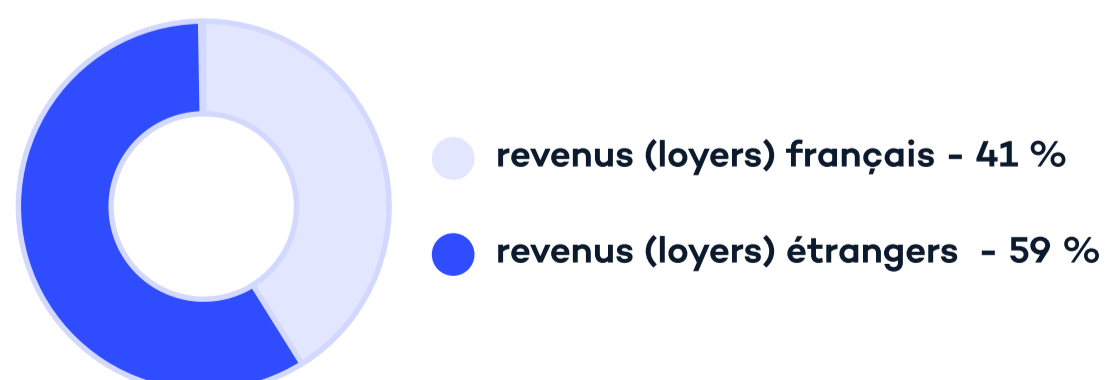 revenus (loyers) français - 41 %
revenus (loyers) étrangers - 59 %